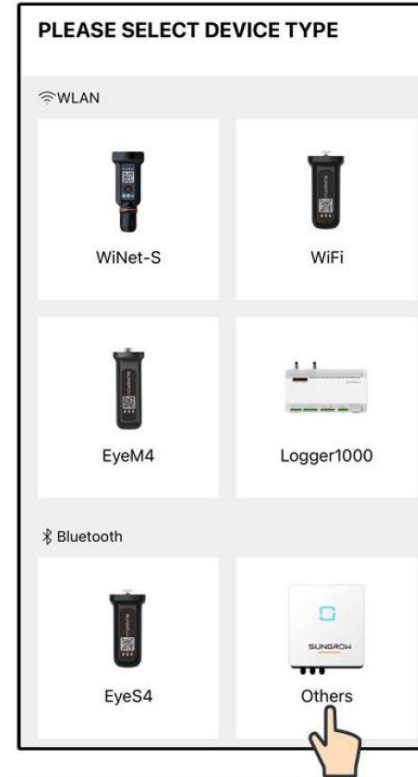 PLEASE SELECT DEVICE TYPE
WLAN
WiNet-S
WiFi
EyeM4
Logger1000
Bluetooth
EyeS4
SUNGROW
Others